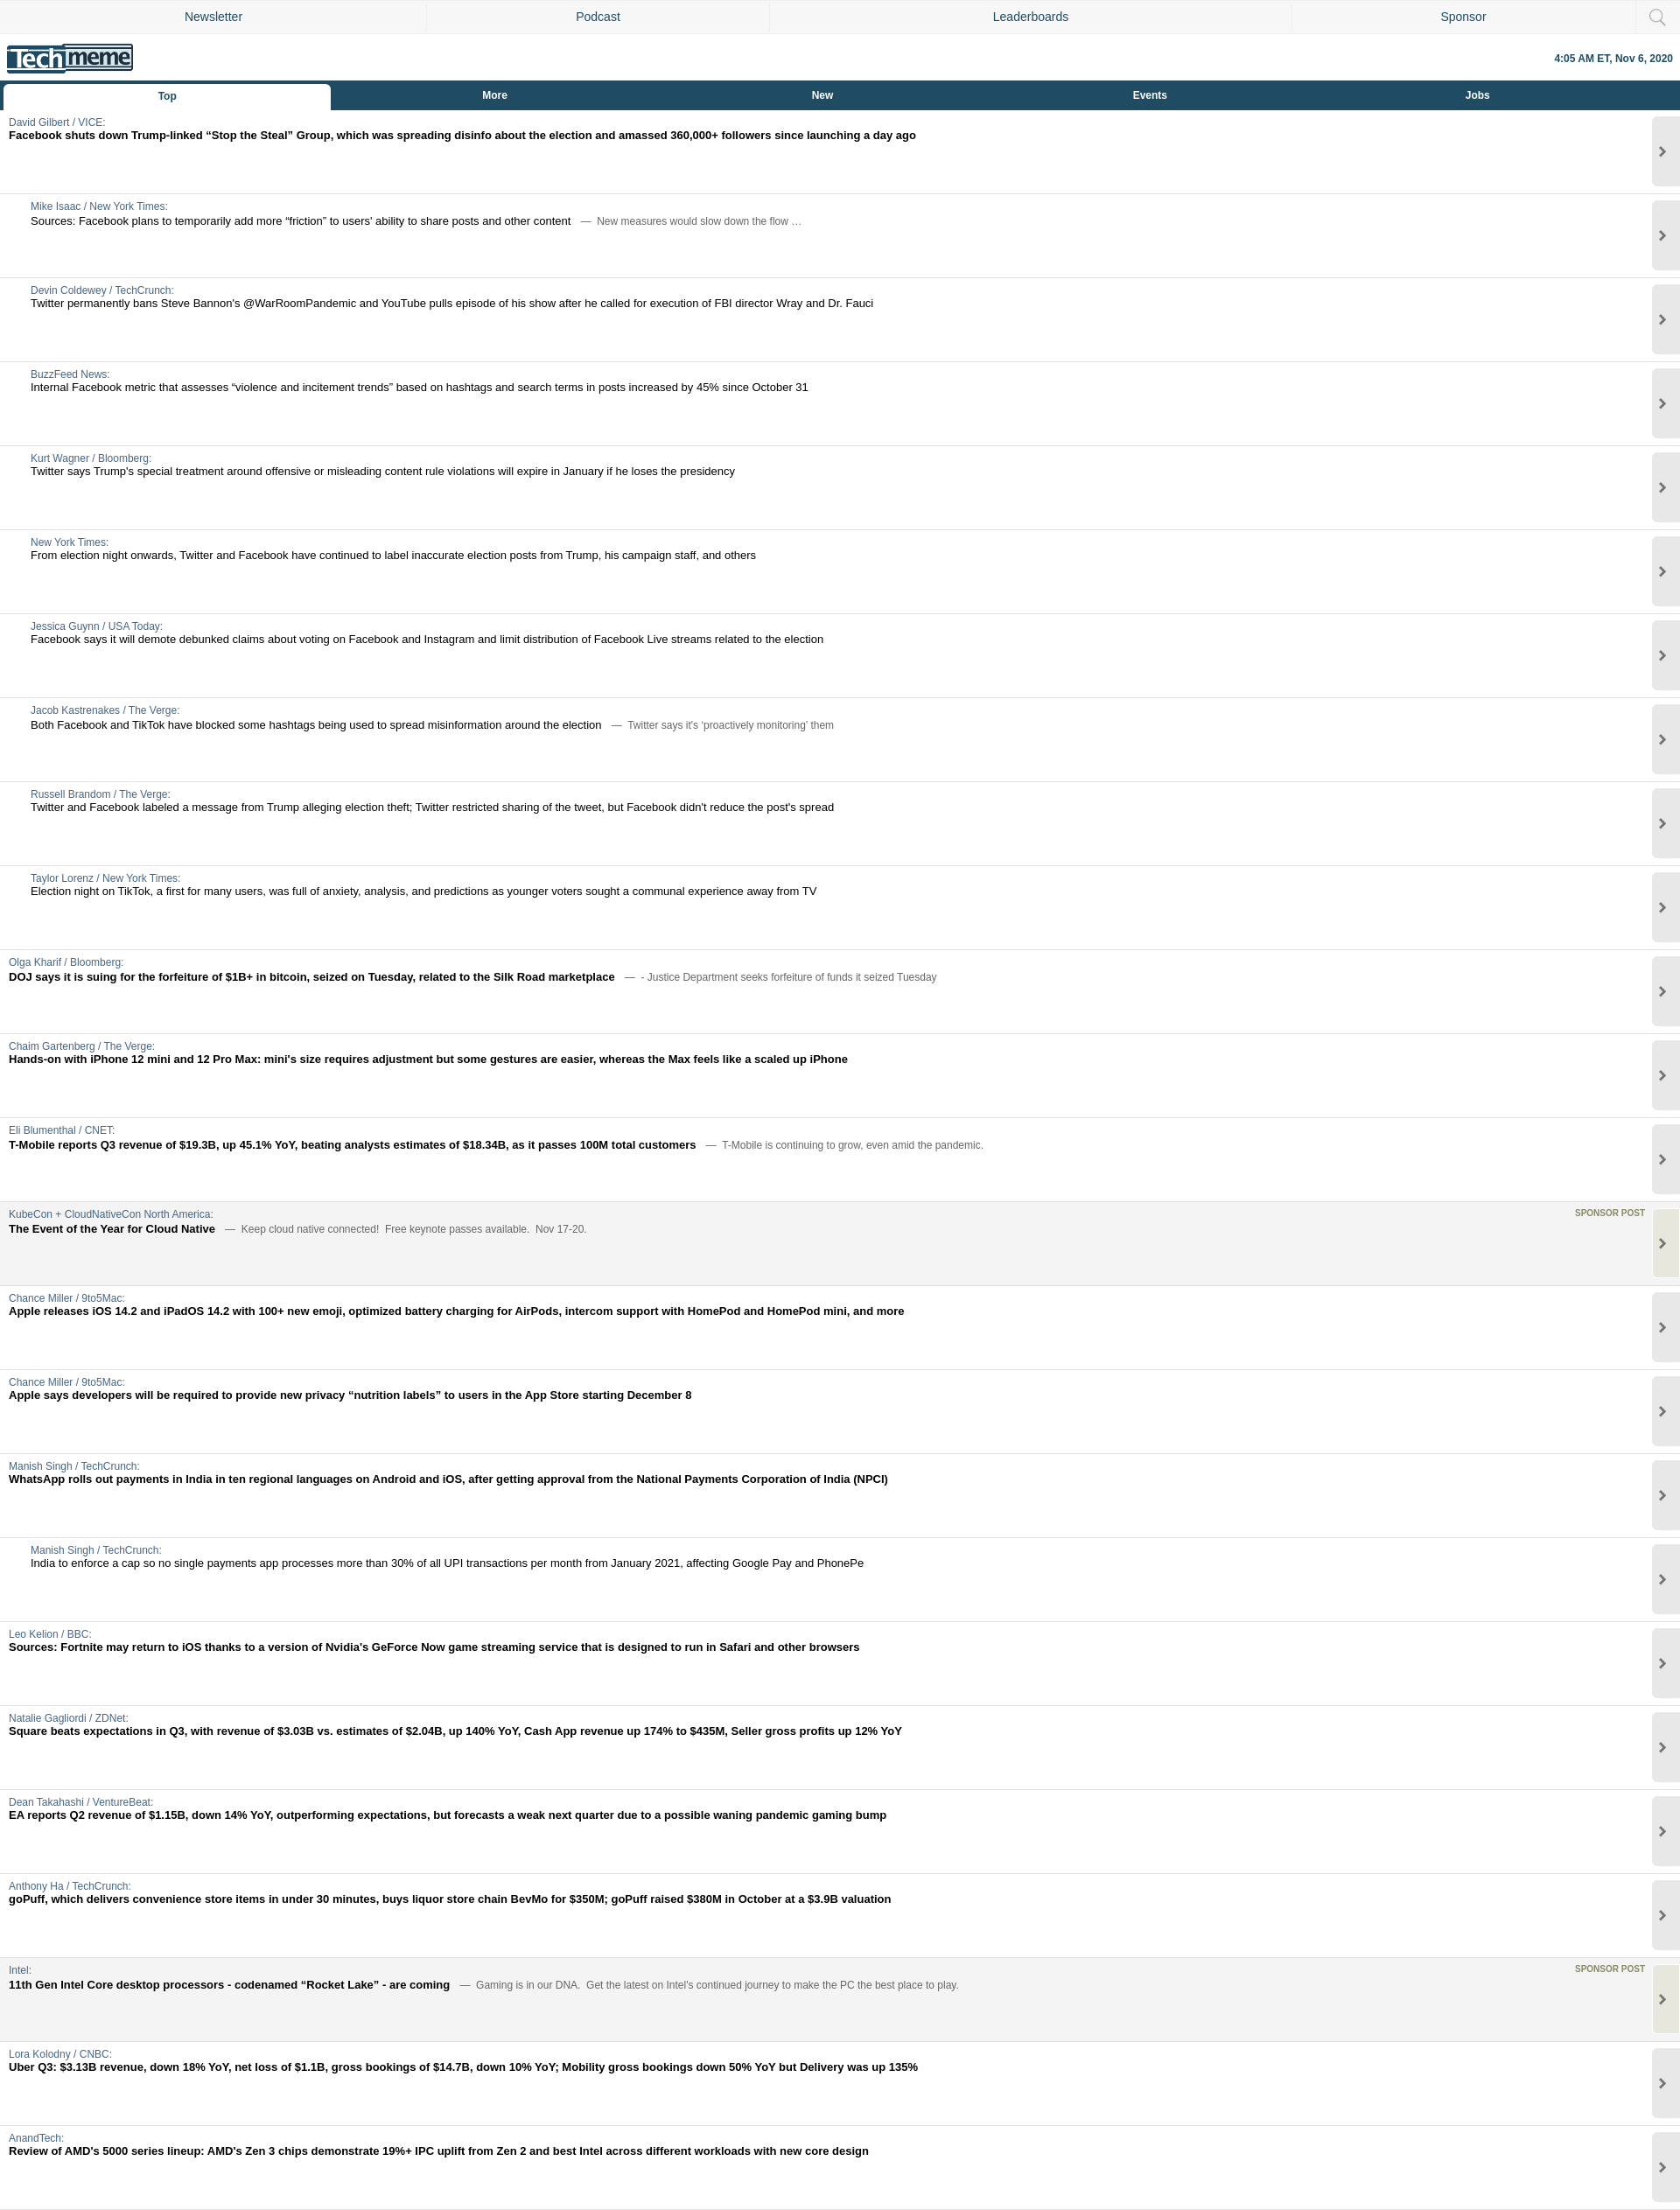 Newsletter
Podcast
Leaderboards
Sponsor
Techmeme
4:05 AM ET, Nov 6, 2020
Top
More
New
Events
Jobs
David Gilbert / VICE:
Facebook shuts down Trump-linked “Stop the Steal” Group, which was spreading disinfo about the election and amassed 360,000+ followers since launching a day ago
Mike Isaac / New York Times:
Sources: Facebook plans to temporarily add more “friction” to users' ability to share posts and other content — New measures would slow down the flow …
Devin Coldewey / TechCrunch:
Twitter permanently bans Steve Bannon's @WarRoomPandemic and YouTube pulls episode of his show after he called for execution of FBI director Wray and Dr. Fauci
BuzzFeed News:
Internal Facebook metric that assesses “violence and incitement trends” based on hashtags and search terms in posts increased by 45% since October 31
Kurt Wagner / Bloomberg:
Twitter says Trump's special treatment around offensive or misleading content rule violations will expire in January if he loses the presidency
New York Times:
From election night onwards, Twitter and Facebook have continued to label inaccurate election posts from Trump, his campaign staff, and others
Jessica Guynn / USA Today:
Facebook says it will demote debunked claims about voting on Facebook and Instagram and limit distribution of Facebook Live streams related to the election
Jacob Kastrenakes / The Verge:
Both Facebook and TikTok have blocked some hashtags being used to spread misinformation around the election — Twitter says it's ‘proactively monitoring’ them
Russell Brandom / The Verge:
Twitter and Facebook labeled a message from Trump alleging election theft; Twitter restricted sharing of the tweet, but Facebook didn't reduce the post's spread
Taylor Lorenz / New York Times:
Election night on TikTok, a first for many users, was full of anxiety, analysis, and predictions as younger voters sought a communal experience away from TV
Olga Kharif / Bloomberg:
DOJ says it is suing for the forfeiture of $1B+ in bitcoin, seized on Tuesday, related to the Silk Road marketplace — - Justice Department seeks forfeiture of funds it seized Tuesday
Chaim Gartenberg / The Verge:
Hands-on with iPhone 12 mini and 12 Pro Max: mini's size requires adjustment but some gestures are easier, whereas the Max feels like a scaled up iPhone
Eli Blumenthal / CNET:
T-Mobile reports Q3 revenue of $19.3B, up 45.1% YoY, beating analysts estimates of $18.34B, as it passes 100M total customers — T-Mobile is continuing to grow, even amid the pandemic.
KubeCon + CloudNativeCon North America:
SPONSOR POST
The Event of the Year for Cloud Native — Keep cloud native connected! Free keynote passes available. Nov 17-20.
Chance Miller / 9to5Mac:
Apple releases iOS 14.2 and iPadOS 14.2 with 100+ new emoji, optimized battery charging for AirPods, intercom support with HomePod and HomePod mini, and more
Chance Miller / 9to5Mac:
Apple says developers will be required to provide new privacy “nutrition labels” to users in the App Store starting December 8
Manish Singh / TechCrunch:
WhatsApp rolls out payments in India in ten regional languages on Android and iOS, after getting approval from the National Payments Corporation of India (NPCI)
Manish Singh / TechCrunch:
India to enforce a cap so no single payments app processes more than 30% of all UPI transactions per month from January 2021, affecting Google Pay and PhonePe
Leo Kelion / BBC:
Sources: Fortnite may return to iOS thanks to a version of Nvidia's GeForce Now game streaming service that is designed to run in Safari and other browsers
Natalie Gagliordi / ZDNet:
Square beats expectations in Q3, with revenue of $3.03B vs. estimates of $2.04B, up 140% YoY, Cash App revenue up 174% to $435M, Seller gross profits up 12% YoY
Dean Takahashi / VentureBeat:
EA reports Q2 revenue of $1.15B, down 14% YoY, outperforming expectations, but forecasts a weak next quarter due to a possible waning pandemic gaming bump
Anthony Ha / TechCrunch:
goPuff, which delivers convenience store items in under 30 minutes, buys liquor store chain BevMo for $350M; goPuff raised $380M in October at a $3.9B valuation
Intel:
SPONSOR POST
11th Gen Intel Core desktop processors - codenamed “Rocket Lake” - are coming — Gaming is in our DNA. Get the latest on Intel's continued journey to make the PC the best place to play.
Lora Kolodny / CNBC:
Uber Q3: $3.13B revenue, down 18% YoY, net loss of $1.1B, gross bookings of $14.7B, down 10% YoY; Mobility gross bookings down 50% YoY but Delivery was up 135%
AnandTech:
Review of AMD's 5000 series lineup: AMD's Zen 3 chips demonstrate 19%+ IPC uplift from Zen 2 and best Intel across different workloads with new core design